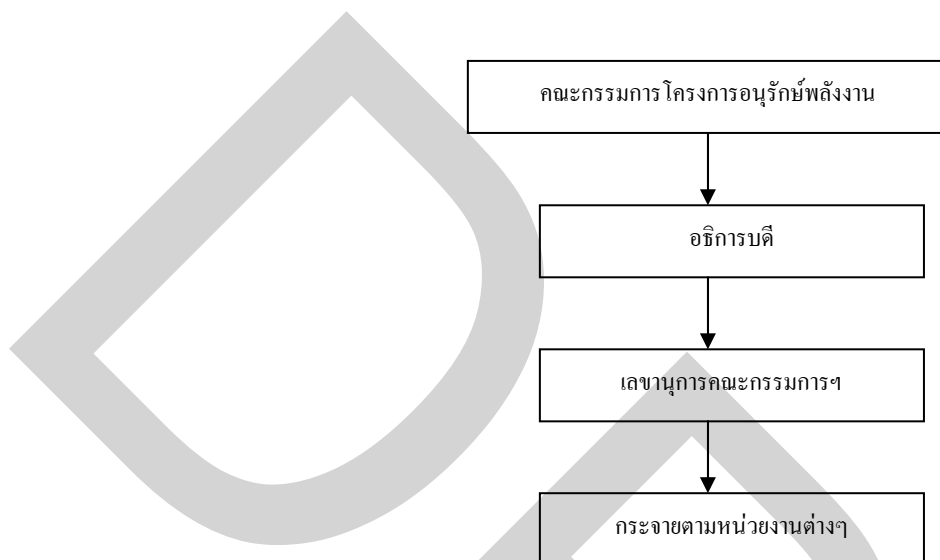 คณะกรรมการโครงการอนุรักษ์พลังงาน
อธิการบดี
เลขานุการคณะกรรมการฯ
กระจายตามหน่วยงานต่างๆ